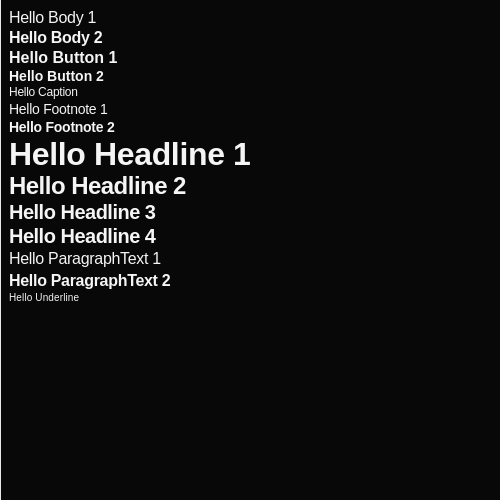 Hello Body 1
Hello Body 2
Hello Button 1
Hello Button 2
Hello Caption
Hello Footnote 1
Hello Footnote 2
Hello Headline 1
Hello Headline 2
Hello Headline 3
Hello Headline 4
Hello ParagraphText 1
Hello ParagraphText 2
Hello Underline